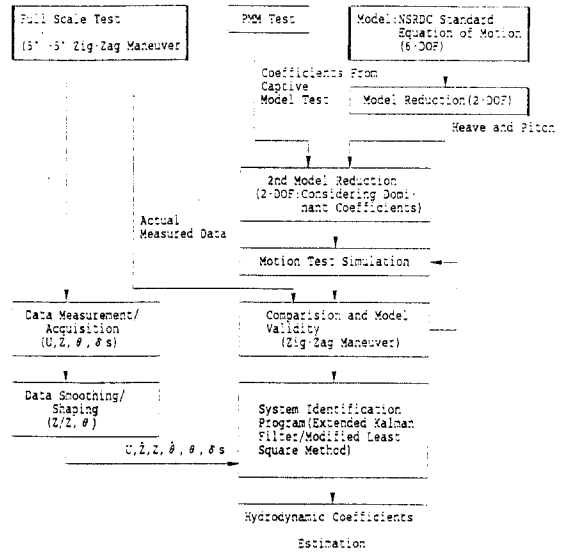 Full Scale Test
(5° -5° Zig-Zag Maneuver
PMM Test
Model:NSRDC Standard
Equation of Motion
(6-DOF)
Coefficients From
Captive
Model Test
Model Reduction(2-DOF)
Heave and Pitch
2nd Model Reduction
(2-DOF:Considering Domi-
nant Coefficients)
Actual
Measured Data
Motion Test Simulation
Data Measurement/
Acquisition
(U,Z, θ, δs)
Comparision and Model
Validity
(Zig-Zag Maneuver)
Data Smoothing/
Shaping
(Z/Ż, θ)
System Identification
Program(Extended Kalman
Filter/Modified Least
Square Method)
U,Ż,Z, θ̇, θ, δs
Hydrodynamic Coefficients
Estimation